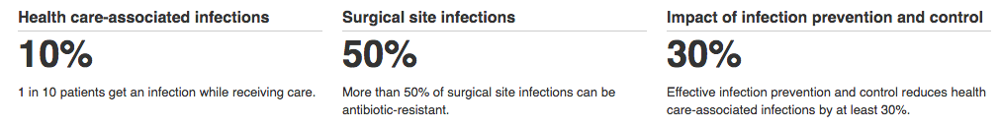 Health care-associated infections
10%
1 in 10 patients get an infection while receiving care.
Surgical site infections
50%
More than 50% of surgical site infections can be
antibiotic-resistant.
Impact of infection prevention and control
30%
Effective infection prevention and control reduces health
care-associated infections by at least 30%.